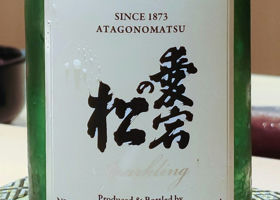 SINCE 1873
ATAGONOMATSU
愛宕の松
Sparkling
Produced & Bottled by